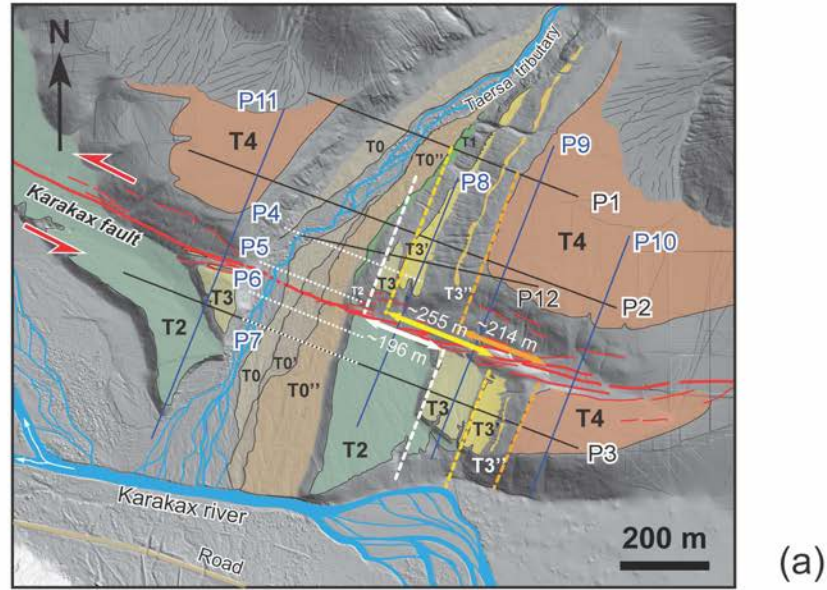 N
Taersa tributary
P11
T4
T0
T0''
T1
P9
P8
P1
T4
P10
P4
Karakax fault
P5
P6
T3'
T3
T2
T3''
P12
P2
T3
T2
P7
~255 m
~214 m
~196 m
T0
T0'
T0''
T3
T4
T2
T3'
T3''
P3
Karakax river
Road
200 m
(a)